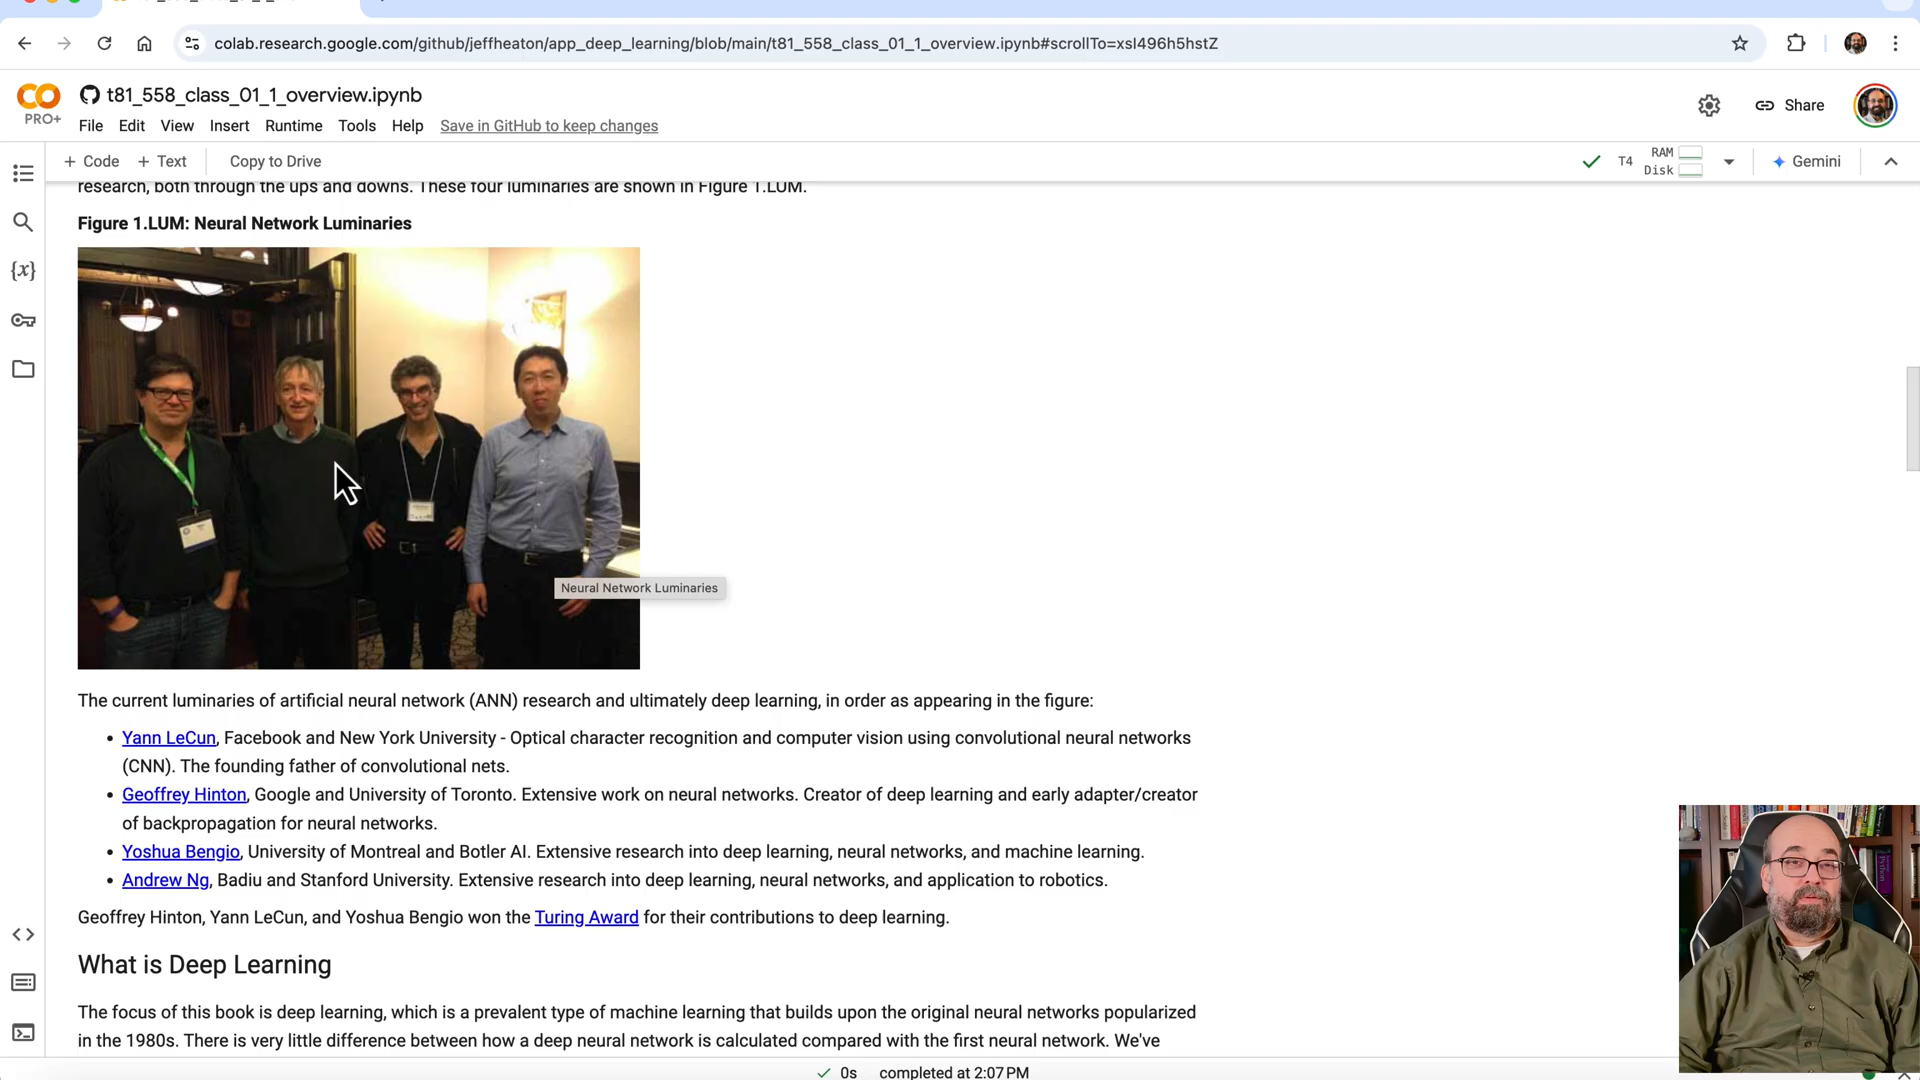 colab.research.google.com/github/jeffheaton/app_deep_learning/blob/main/t81_558_class_01_1_overview.ipynb#scrollTo=xsl496h5hstZ
CO
PRO+
t81_558_class_01_1_overview.ipynb
Share
File Edit View Insert Runtime Tools Help Save in GitHub to keep changes
+ Code + Text Copy to Drive
T4 RAM Disk Gemini
research, both through the ups and downs. These four luminaries are shown in Figure 1.LUM.
Figure 1.LUM: Neural Network Luminaries
{x}
Neural Network Luminaries
The current luminaries of artificial neural network (ANN) research and ultimately deep learning, in order as appearing in the figure:
• Yann LeCun, Facebook and New York University - Optical character recognition and computer vision using convolutional neural networks
(CNN). The founding father of convolutional nets.
• Geoffrey Hinton, Google and University of Toronto. Extensive work on neural networks. Creator of deep learning and early adapter/creator
of backpropagation for neural networks.
• Yoshua Bengio, University of Montreal and Botler AI. Extensive research into deep learning, neural networks, and machine learning.
• Andrew Ng, Badiu and Stanford University. Extensive research into deep learning, neural networks, and application to robotics.
Geoffrey Hinton, Yann LeCun, and Yoshua Bengio won the Turing Award for their contributions to deep learning.
What is Deep Learning
The focus of this book is deep learning, which is a prevalent type of machine learning that builds upon the original neural networks popularized
in the 1980s. There is very little difference between how a deep neural network is calculated compared with the first neural network. We've
0s completed at 2:07 PM